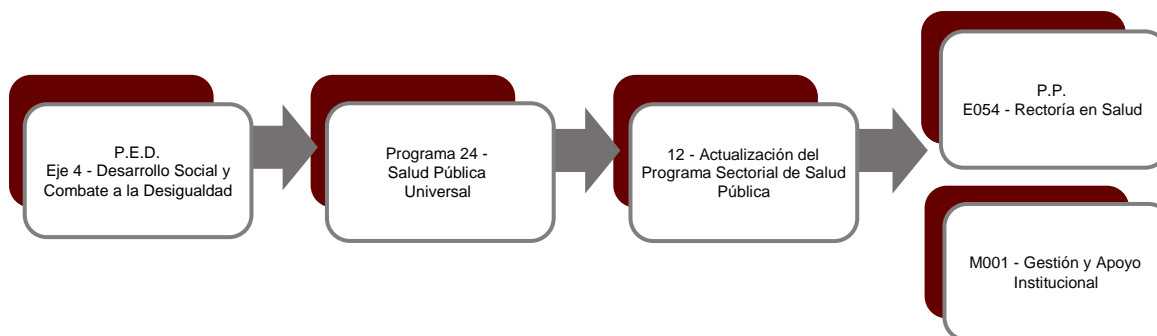 P.E.D.
Eje 4 - Desarrollo Social y
Combate a la Desigualdad
Programa 24 -
Salud Pública
Universal
12 - Actualización del
Programa Sectorial de Salud
Pública
P.P.
E054 - Rectoría en Salud
M001 - Gestión y Apoyo
Institucional